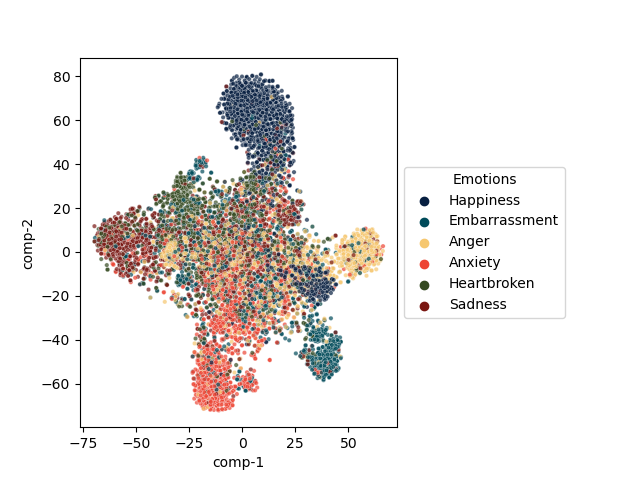 80
60
40
20
0
−20
−40
−60
comp-2
−75
−50
−25
0
25
50
comp-1
Emotions
Happiness
Embarrassment
Anger
Anxiety
Heartbroken
Sadness